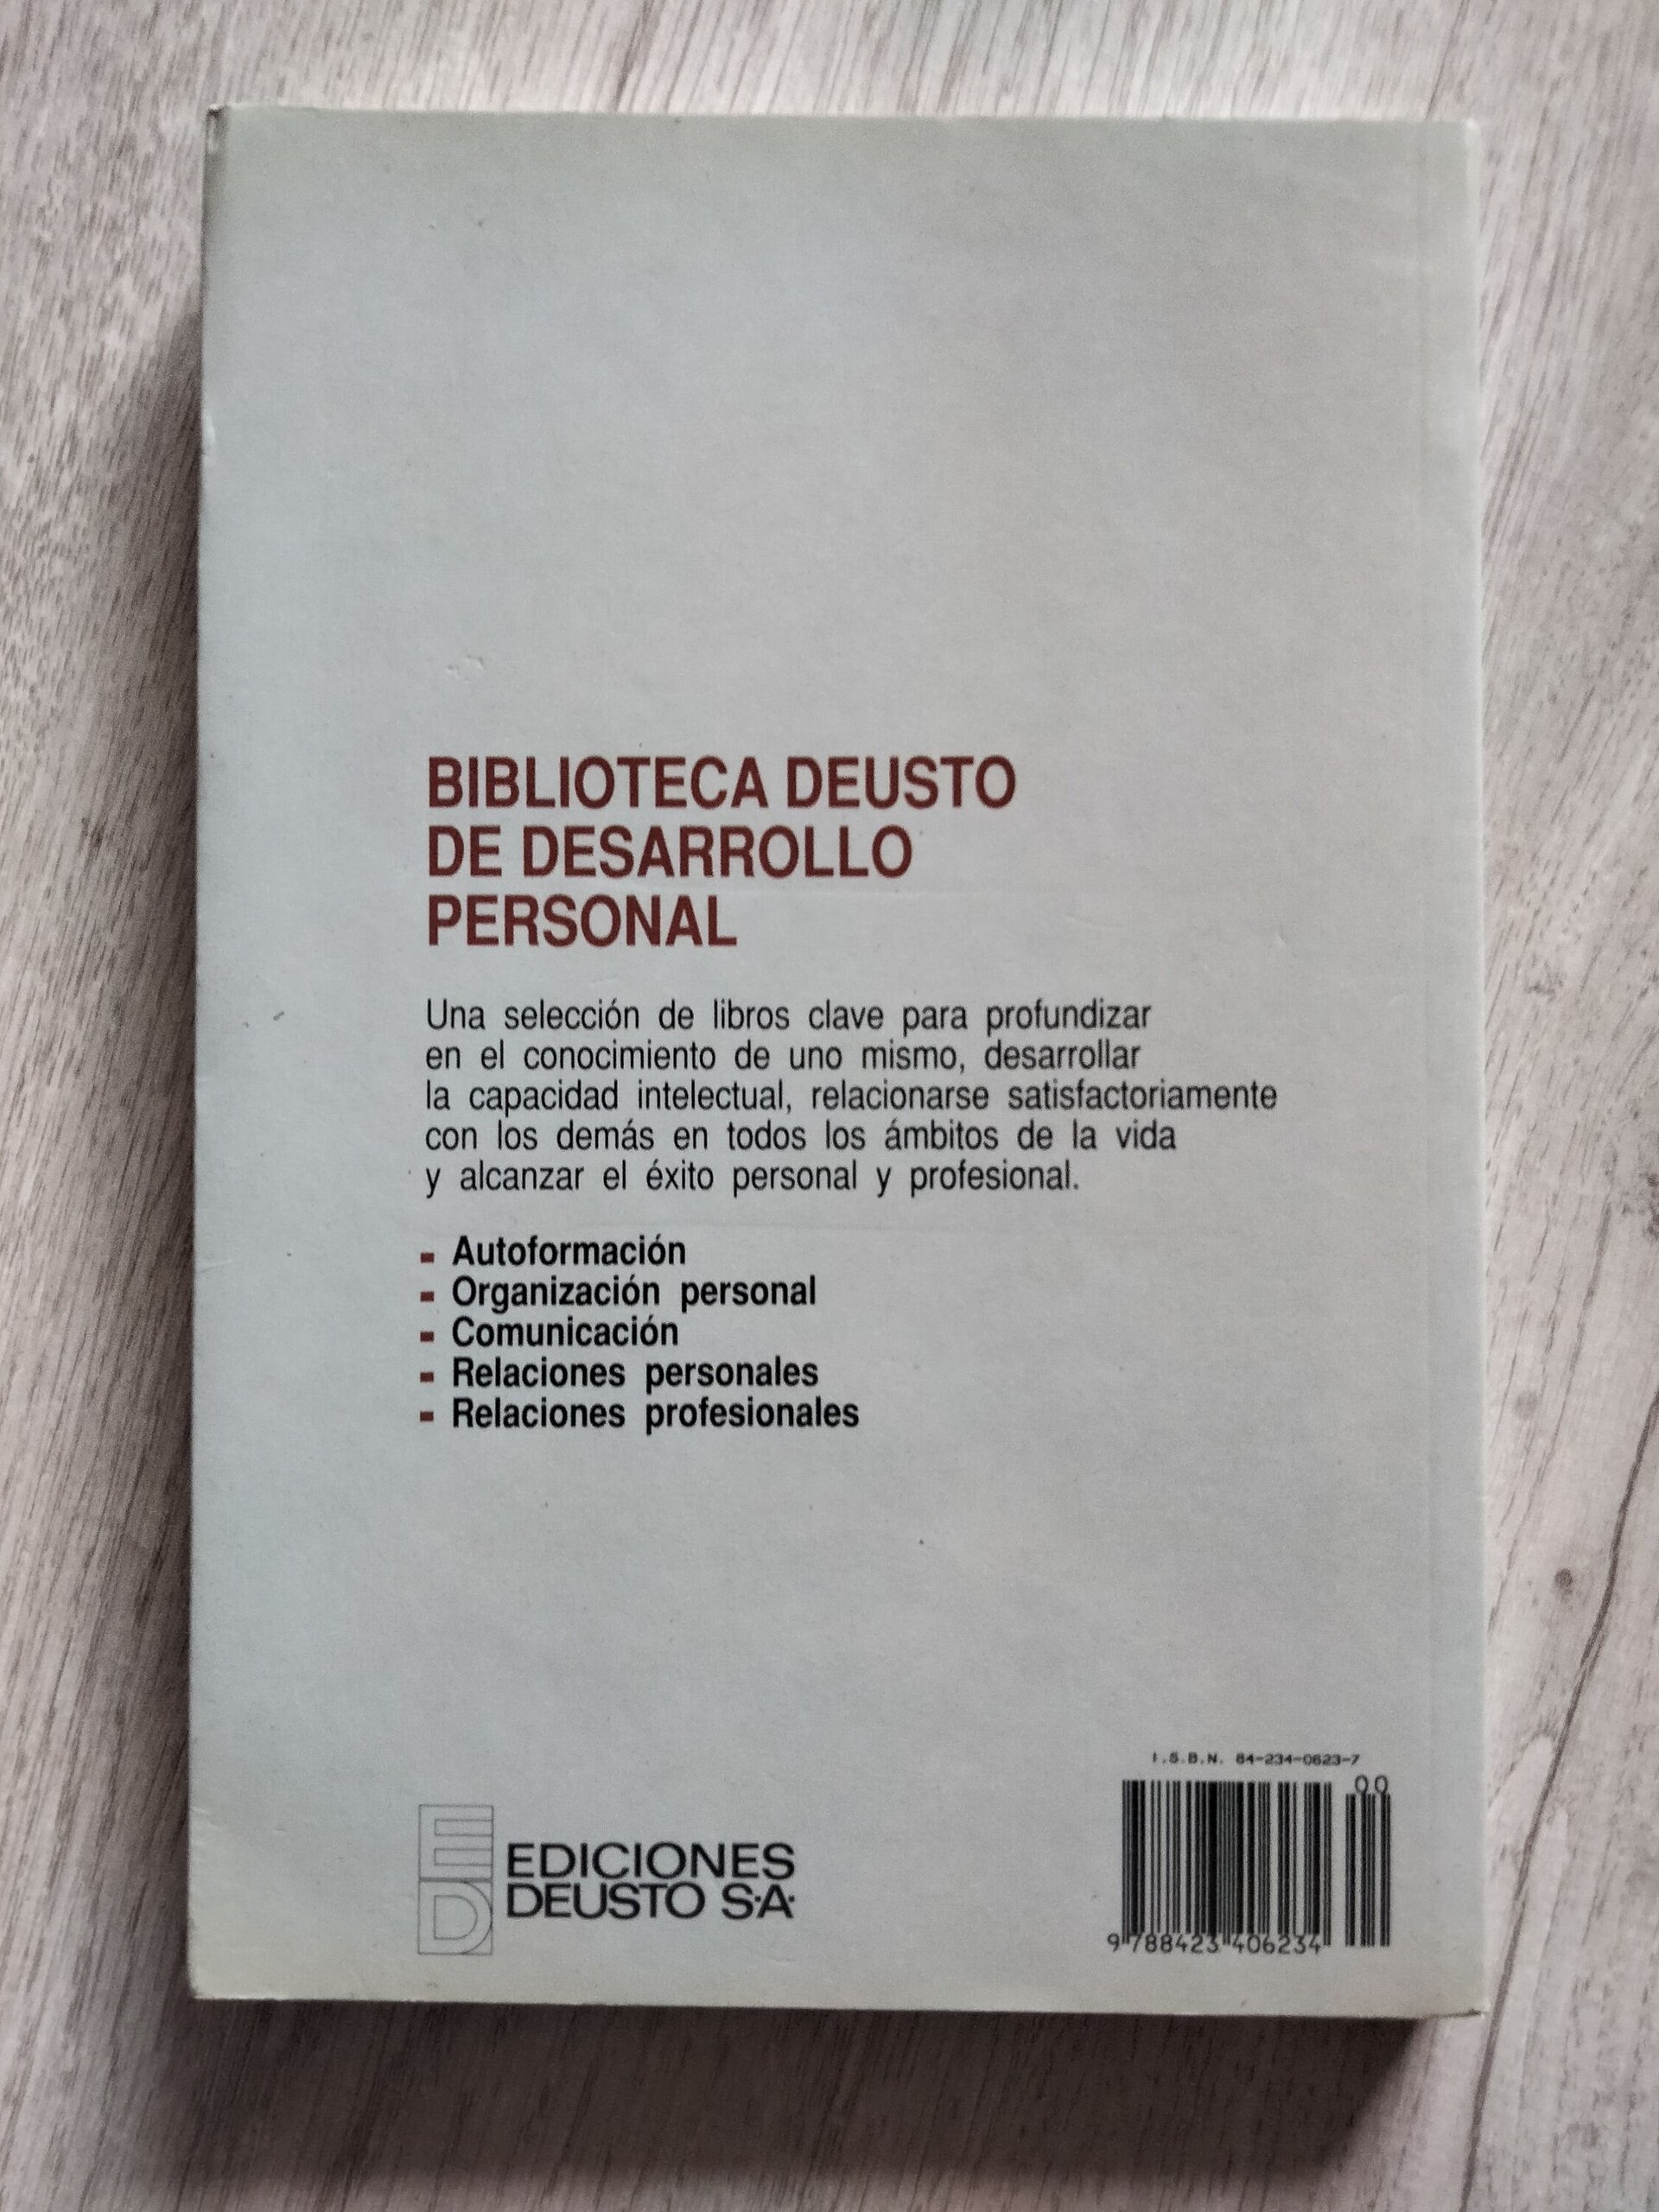 BIBLIOTECA DEUSTO
DE DESARROLLO
PERSONAL
Una selección de libros clave para profundizar
en el conocimiento de uno mismo, desarrollar
la capacidad intelectual, relacionarse satisfactoriamente
con los demás en todos los ámbitos de la vida
y alcanzar el éxito personal y profesional.
- Autoformación
- Organización personal
- Comunicación
- Relaciones personales
- Relaciones profesionales
ED
EDICIONES
DEUSTO S.A.
I.S.B.N. 84-234-0623-7
00
9 788423 406234